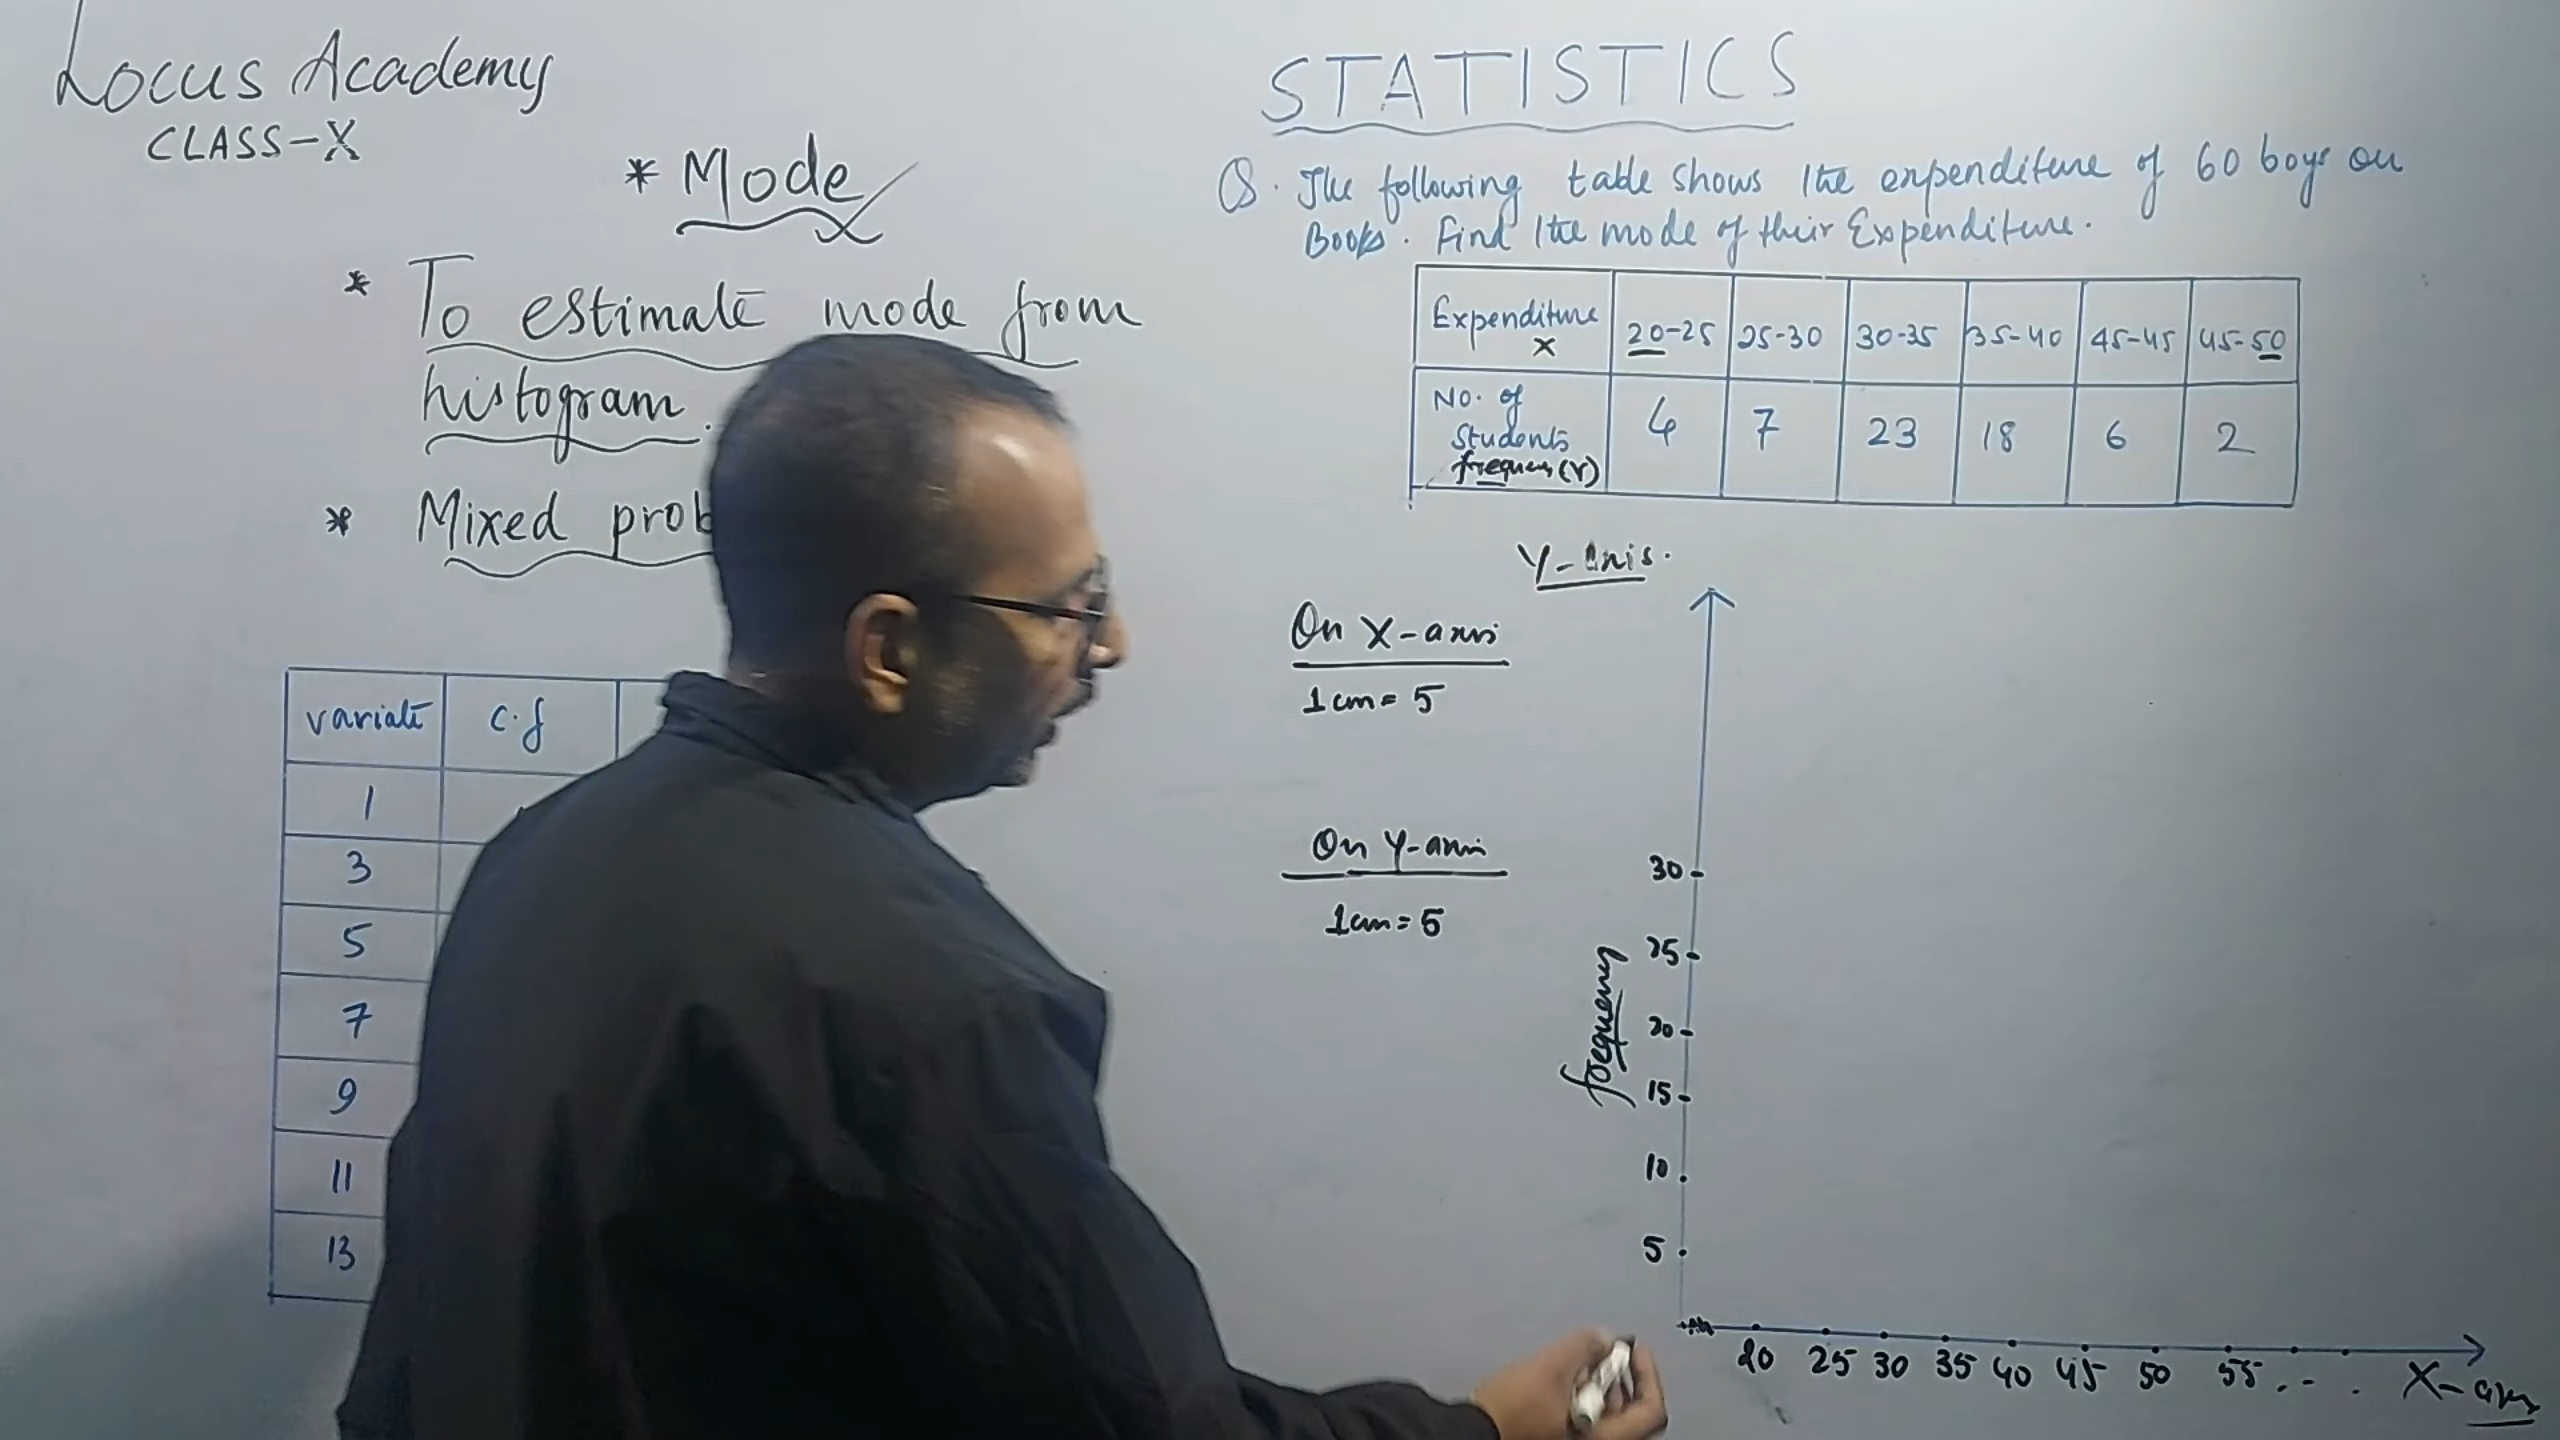 Locus Academy
CLASS-X
* Mode
* To estimate mode from
histogram.
* Mixed prob
variate c.f
1
3
5
7
9
11
13
STATISTICS
Q. The following table shows the expenditure of 60 boys on
Books. Find the mode of their Expenditure.
Expenditure X 20-25 25-30 30-35 35-40 45-45 45-50
No. of Students frequency(Y) 4 7 23 18 6 2
Y-axis.
On X-axis
1cm = 5
On Y-axis
1cm = 5
frequency
30
25
20
15
10
5
20 25 30 35 40 45 50 55 . - .
X-axis